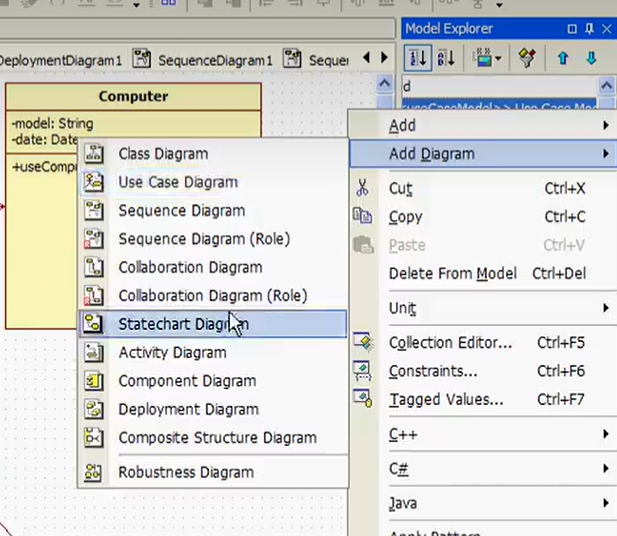 Model Explorer
DeploymentDiagram1
SequenceDiagram1
Sequen
d
Computer
-model: String
-date: Date
+useCompu
Class Diagram
Use Case Diagram
Sequence Diagram
Sequence Diagram (Role)
Collaboration Diagram
Collaboration Diagram (Role)
Statechart Diagram
Activity Diagram
Component Diagram
Deployment Diagram
Composite Structure Diagram
Robustness Diagram
useCaseModel>> Use Case Mod
Add
Add Diagram
Cut Ctrl+X
Copy Ctrl+C
Paste Ctrl+V
Delete From Model Ctrl+Del
Unit
Collection Editor... Ctrl+F5
Constraints... Ctrl+F6
Tagged Values... Ctrl+F7
C++
C#
Java
Apply Pattern